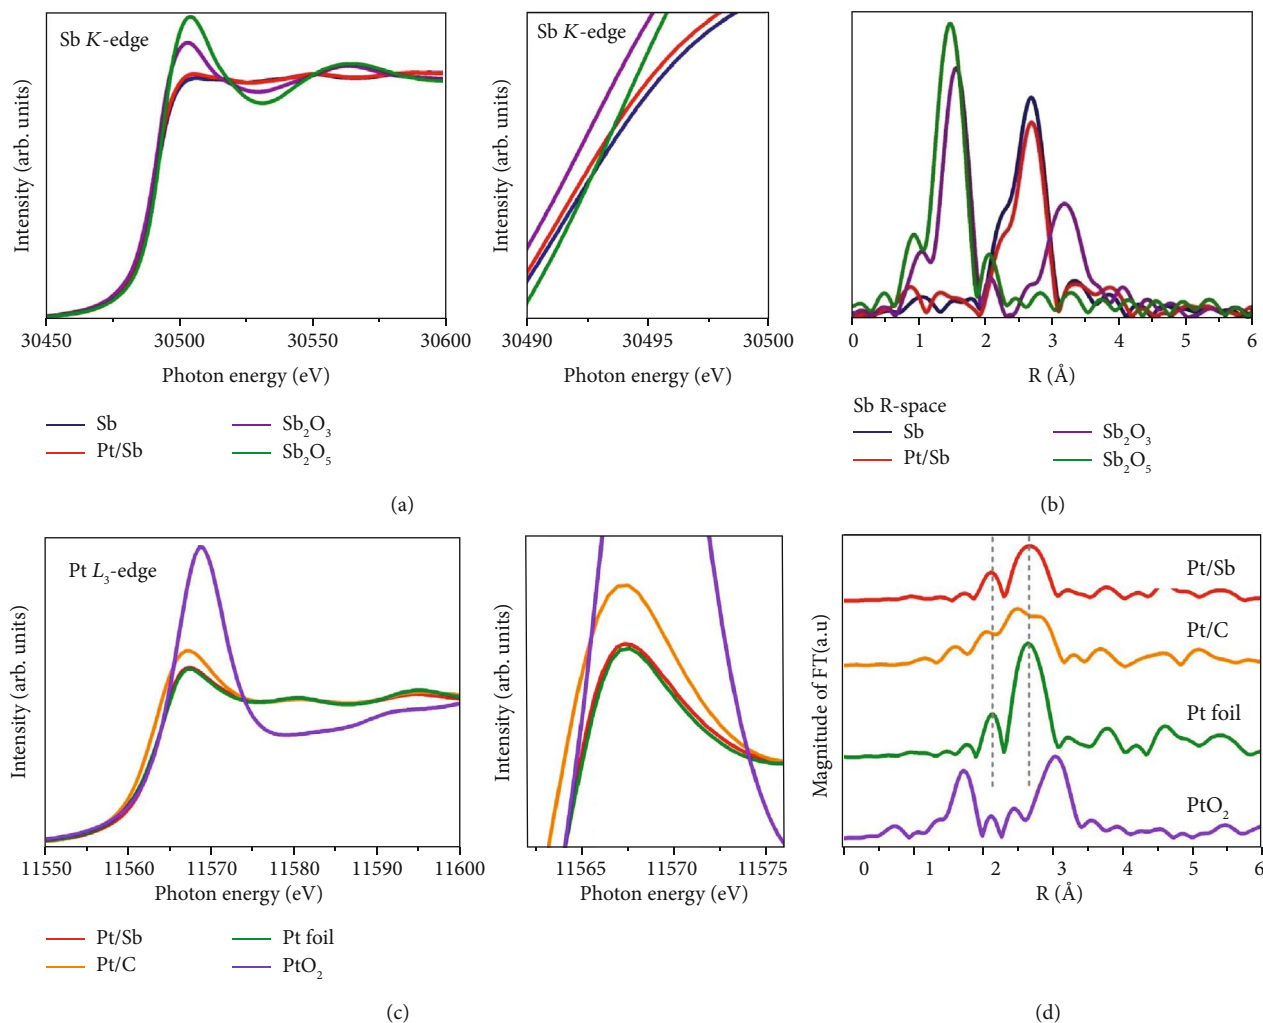 Sb K-edge
Intensity (arb. units)
30450 30500 30550 30600
Photon energy (eV)
Sb K-edge
Intensity (arb. units)
30490 30495 30500
Photon energy (eV)
Sb Sb₂O₃
Pt/Sb Sb₂O₅
(a)
0 1 2 3 4 5 6
R (Å)
Sb R-space
Sb Sb₂O₃
Pt/Sb Sb₂O₅
(b)
Pt L₃-edge
Intensity (arb. units)
11550 11560 11570 11580 11590 11600
Photon energy (eV)
Intensity (arb. units)
11565 11570 11575
Photon energy (eV)
Pt/Sb Pt foil
Pt/C PtO₂
(c)
Magnitude of FT(a.u)
Pt/Sb
Pt/C
Pt foil
PtO₂
0 1 2 3 4 5 6
R (Å)
(d)